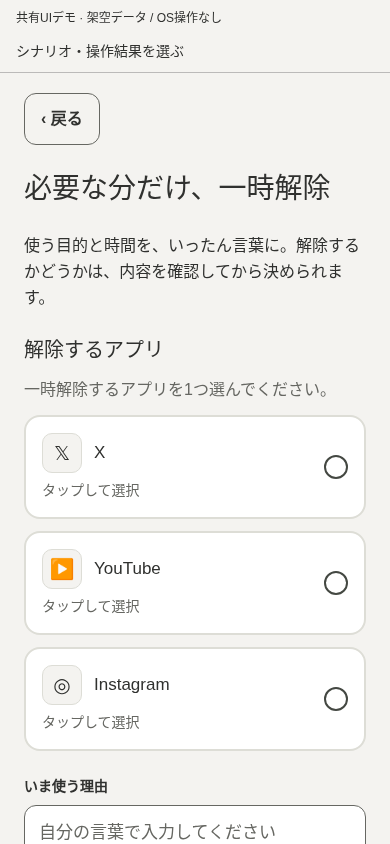 共有UIデモ · 架空データ / OS操作なし
シナリオ・操作結果を選ぶ
‹ 戻る
必要な分だけ、一時解除
使う目的と時間を、いったん言葉に。解除する
かどうかは、内容を確認してから決められま
す。
解除するアプリ
一時解除するアプリを1つ選んでください。
𝕏 X
タップして選択
YouTube
タップして選択
Instagram
タップして選択
いま使う理由
自分の言葉で入力してください